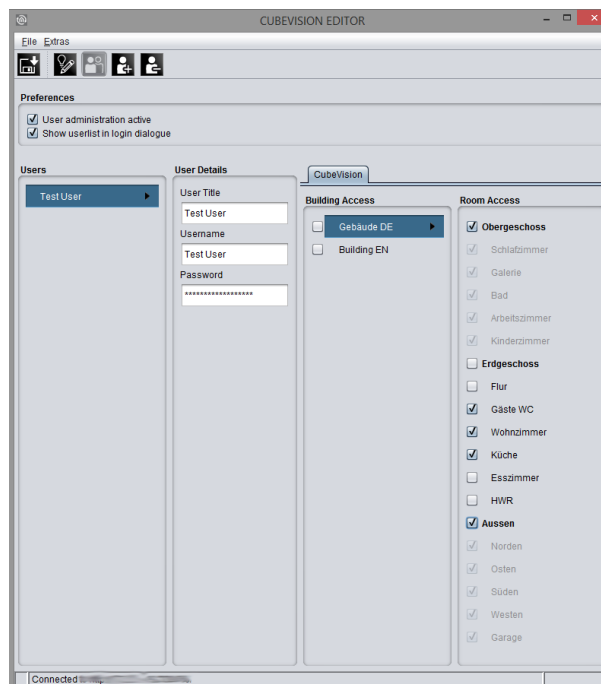 CUBEVISION EDITOR
File Extras
Preferences
User administration active
Show userlist in login dialogue
Users
Test User
User Details
User Title
Test User
Username
Test User
Password
*****************
CubeVision
Building Access
Gebäude DE
Building EN
Room Access
Obergeschoss
Schlafzimmer
Galerie
Bad
Arbeitszimmer
Kinderzimmer
Erdgeschoss
Flur
Gäste WC
Wohnzimmer
Küche
Esszimmer
HWR
Aussen
Norden
Osten
Süden
Westen
Garage
Connected